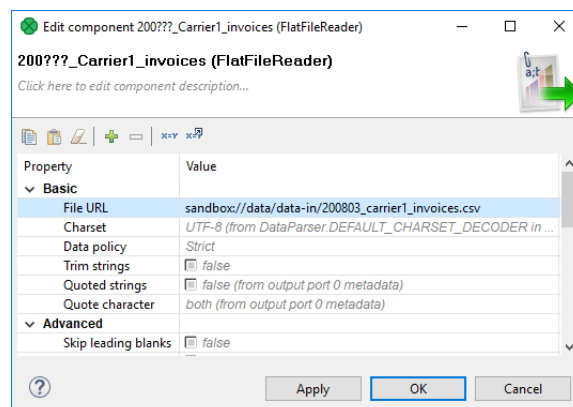 Edit component 200???_Carrier1_invoices (FlatFileReader)
200???_Carrier1_invoices (FlatFileReader)
Click here to edit component description...
a;b
x=y x=?
Property Value
Basic
File URL sandbox://data/data-in/200803_carrier1_invoices.csv
Charset UTF-8 (from DataParser.DEFAULT_CHARSET_DECODER in ...
Data policy Strict
Trim strings false
Quoted strings false (from output port 0 metadata)
Quote character both (from output port 0 metadata)
Advanced
Skip leading blanks false
? Apply OK Cancel